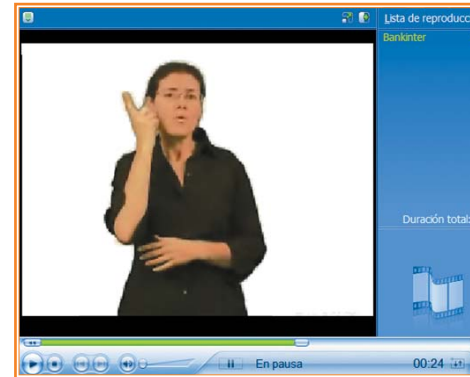 Lista de reproducc
Bankinter
Duración total:
En pausa
00:24